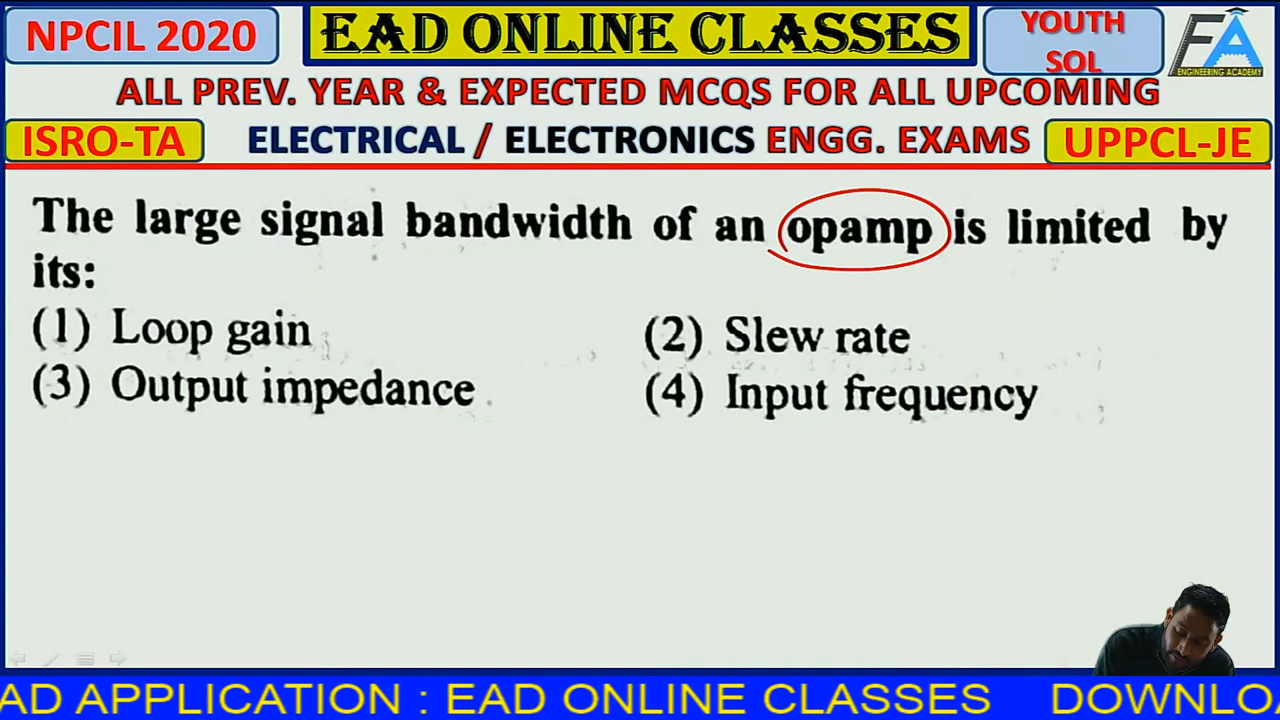 NPCIL 2020
EAD ONLINE CLASSES
YOUTH
SOL
ENGINEERING ACADEMY
ALL PREV. YEAR & EXPECTED MCQS FOR ALL UPCOMING
ISRO-TA
ELECTRICAL / ELECTRONICS ENGG. EXAMS
UPPCL-JE
The large signal bandwidth of an opamp is limited by
its:
(1) Loop gain
(2) Slew rate
(3) Output impedance
(4) Input frequency
AD APPLICATION : EAD ONLINE CLASSES DOWNLO